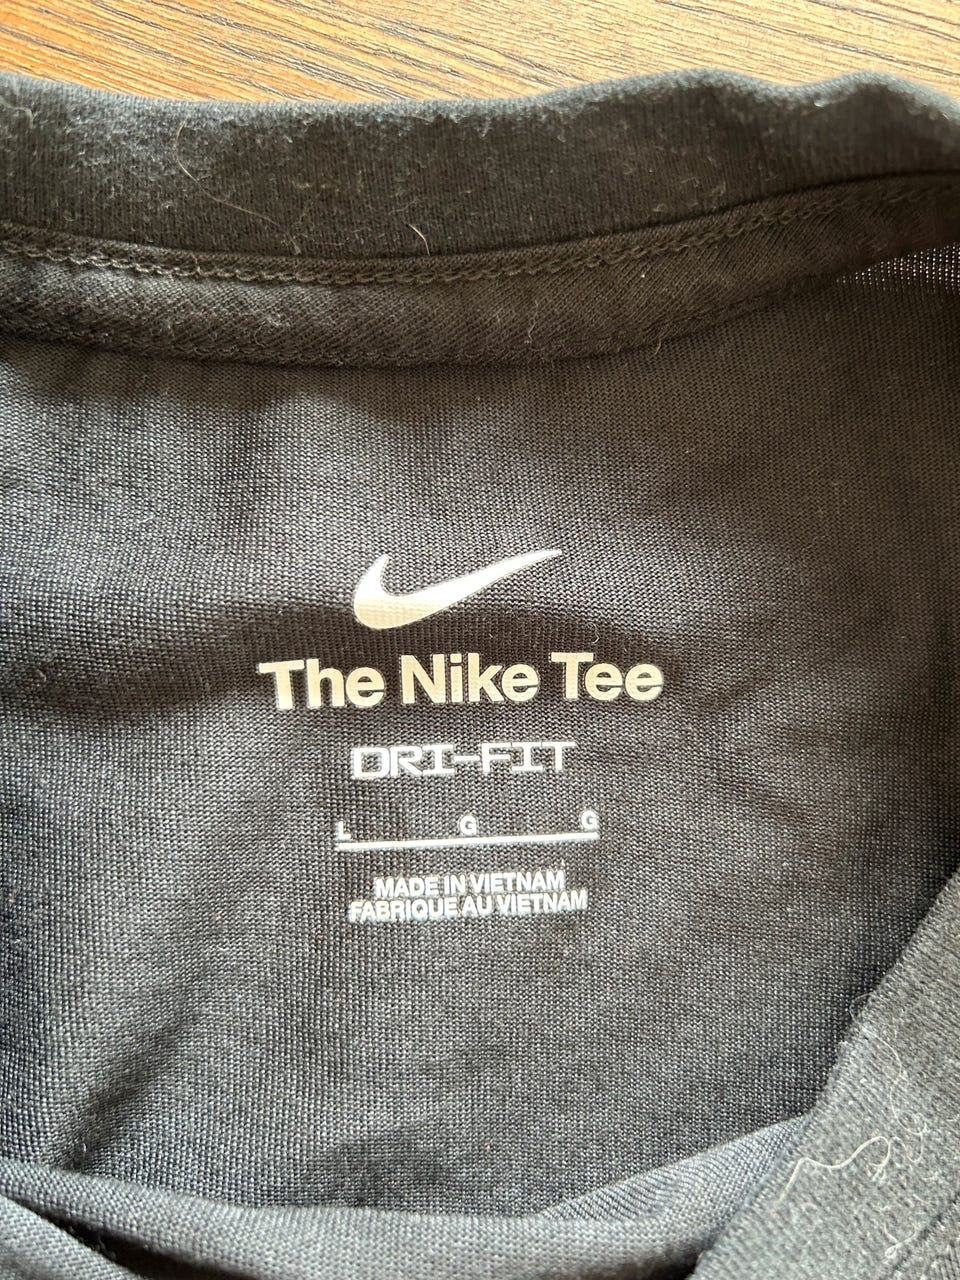 The Nike Tee
DRI-FIT
L G G
MADE IN VIETNAM
FABRIQUE AU VIETNAM